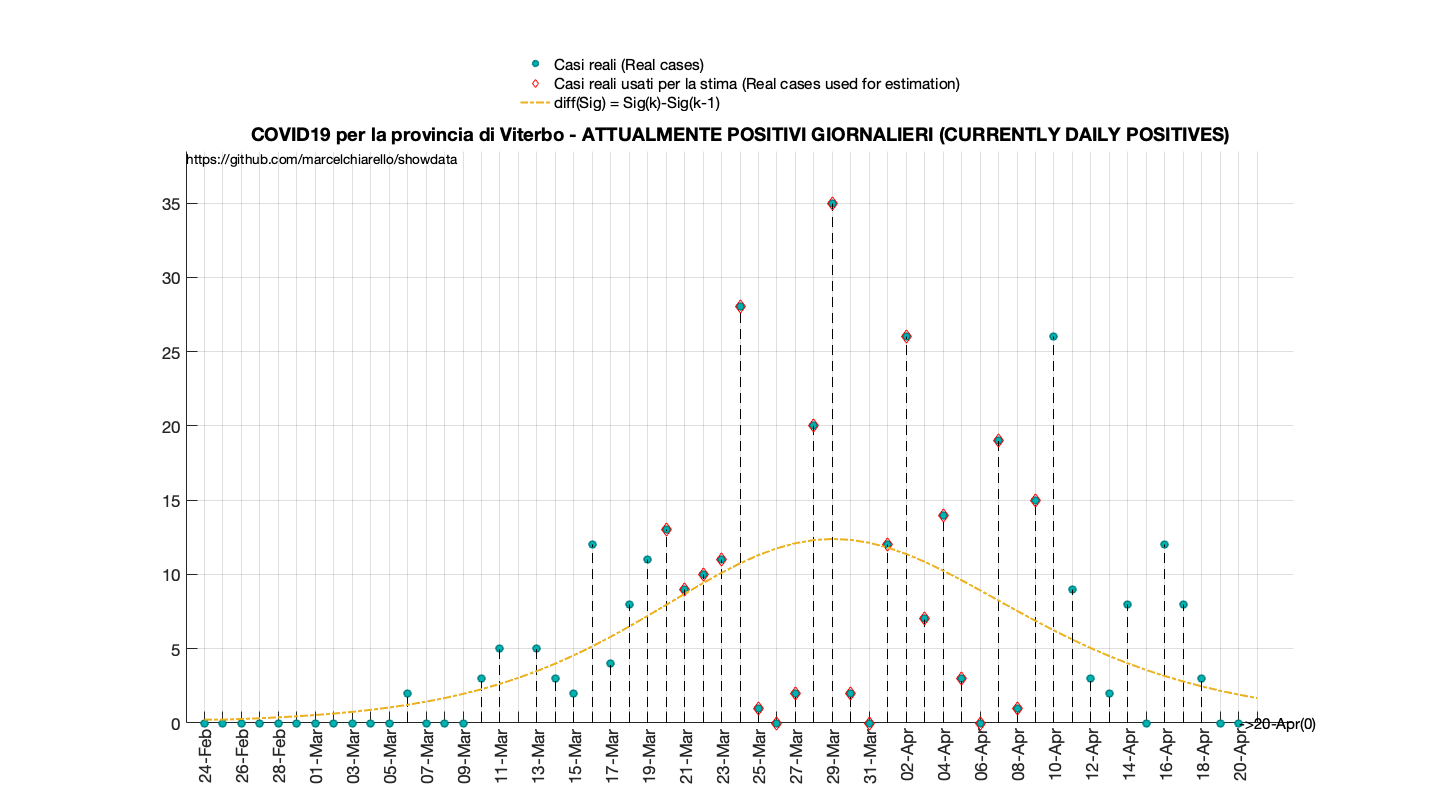 Casi reali (Real cases)
Casi reali usati per la stima (Real cases used for estimation)
diff(Sig) = Sig(k)-Sig(k-1)
COVID19 per la provincia di Viterbo - ATTUALMENTE POSITIVI GIORNALIERI (CURRENTLY DAILY POSITIVES)
https://github.com/marcelchiarello/showdata
35
30
25
20
15
10
5
0
->20-Apr(0)
24-Feb
26-Feb
28-Feb
01-Mar
03-Mar
05-Mar
07-Mar
09-Mar
11-Mar
13-Mar
15-Mar
17-Mar
19-Mar
21-Mar
23-Mar
25-Mar
27-Mar
29-Mar
31-Mar
02-Apr
04-Apr
06-Apr
08-Apr
10-Apr
12-Apr
14-Apr
16-Apr
18-Apr
20-Apr